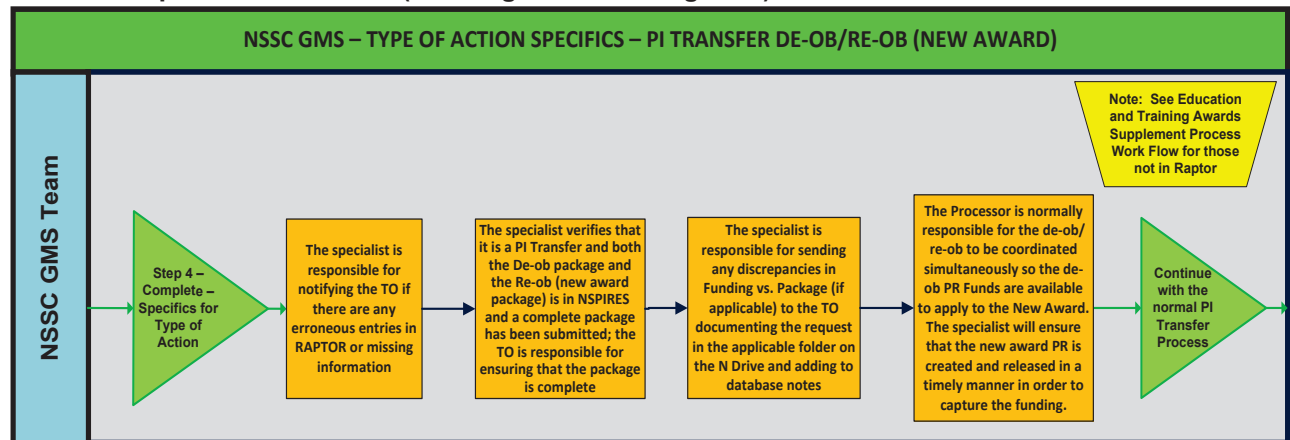 NSSC GMS – TYPE OF ACTION SPECIFICS – PI TRANSFER DE-OB/RE-OB (NEW AWARD)
NSSC GMS Team
Note: See Education
and Training Awards
Supplement Process
Work Flow for those
not in Raptor
Step 4 –
Complete –
Specifics for
Type of
Action
The specialist is
responsible for
notifying the TO if
there are any
erroneous entries in
RAPTOR or missing
information
The specialist verifies that
it is a PI Transfer and both
the De-ob package and
the Re-ob (new award
package) is in NSPIRES
and a complete package
has been submitted; the
TO is responsible for
ensuring that the package
is complete
The specialist is
responsible for sending
any discrepancies in
Funding vs. Package (if
applicable) to the TO
documenting the request
in the applicable folder on
the N Drive and adding to
database notes
The Processor is normally
responsible for the de-ob/
re-ob to be coordinated
simultaneously so the de-
ob PR Funds are available
to apply to the New Award.
The specialist will ensure
that the new award PR is
created and released in a
timely manner in order to
capture the funding.
Continue
with the
normal PI
Transfer
Process